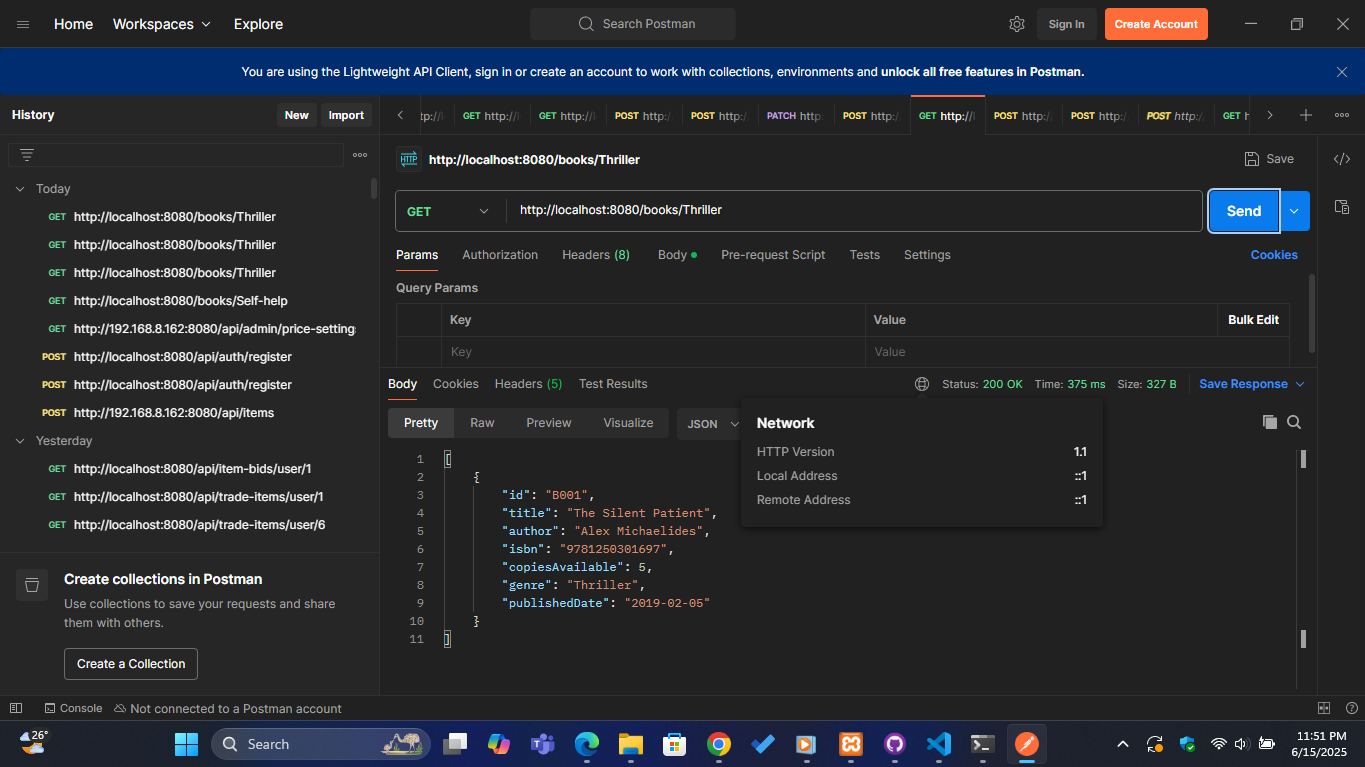 Home Workspaces Explore Search Postman Sign In Create Account
You are using the Lightweight API Client, sign in or create an account to work with collections, environments and unlock all free features in Postman.
History New Import
GET http:// GET http:// POST http:/ POST http:/ PATCH http: POST http:/ GET http://l POST http:/ POST http:/ POST http:/ GET
HTTP http://localhost:8080/books/Thriller Save
GET http://localhost:8080/books/Thriller Send
Params Authorization Headers (8) Body Pre-request Script Tests Settings Cookies
Query Params
Key Value Bulk Edit
Key Value
Today
GET http://localhost:8080/books/Thriller
GET http://localhost:8080/books/Thriller
GET http://localhost:8080/books/Thriller
GET http://localhost:8080/books/Self-help
GET http://192.168.8.162:8080/api/admin/price-setting
POST http://localhost:8080/api/auth/register
POST http://localhost:8080/api/auth/register
POST http://192.168.8.162:8080/api/items
Yesterday
GET http://localhost:8080/api/item-bids/user/1
GET http://localhost:8080/api/trade-items/user/1
GET http://localhost:8080/api/trade-items/user/6
Create collections in Postman
Use collections to save your requests and share
them with others.
Create a Collection
Body Cookies Headers (5) Test Results Status: 200 OK Time: 375 ms Size: 327 B Save Response
Pretty Raw Preview Visualize JSON
Network
HTTP Version 1.1
Local Address ::1
Remote Address ::1
1 [
2 {
3 "id": "B001",
4 "title": "The Silent Patient",
5 "author": "Alex Michaelides",
6 "isbn": "9781250301697",
7 "copiesAvailable": 5,
8 "genre": "Thriller",
9 "publishedDate": "2019-02-05"
10 }
11 ]
Console Not connected to a Postman account
26° Search 11:51 PM
6/15/2025